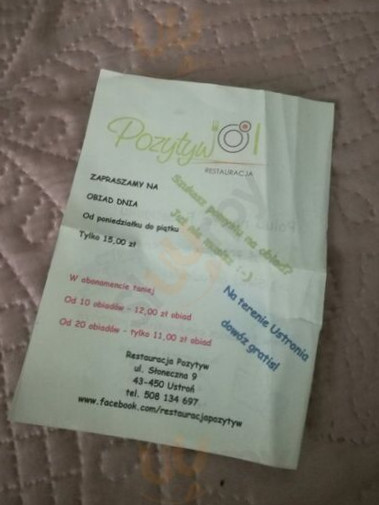 Pozytyw
RESTAURACJA
ZAPRASZAMY NA
OBIAD DNIA
Od poniedziałku do piątku
Tylko 15,00 zł
Szukasz pomysłu na obiad?
Już nie musisz :-)
W abonamencie taniej
Od 10 obiadów - 12,00 zł obiad
Od 20 obiadów - tylko 11,00 zł obiad
Na terenie Ustronia
dowóz gratis!
Restauracja Pozytyw
ul. Słoneczna 9
43-450 Ustroń
tel. 508 134 697
www.facebook.com/restauracjapozytyw